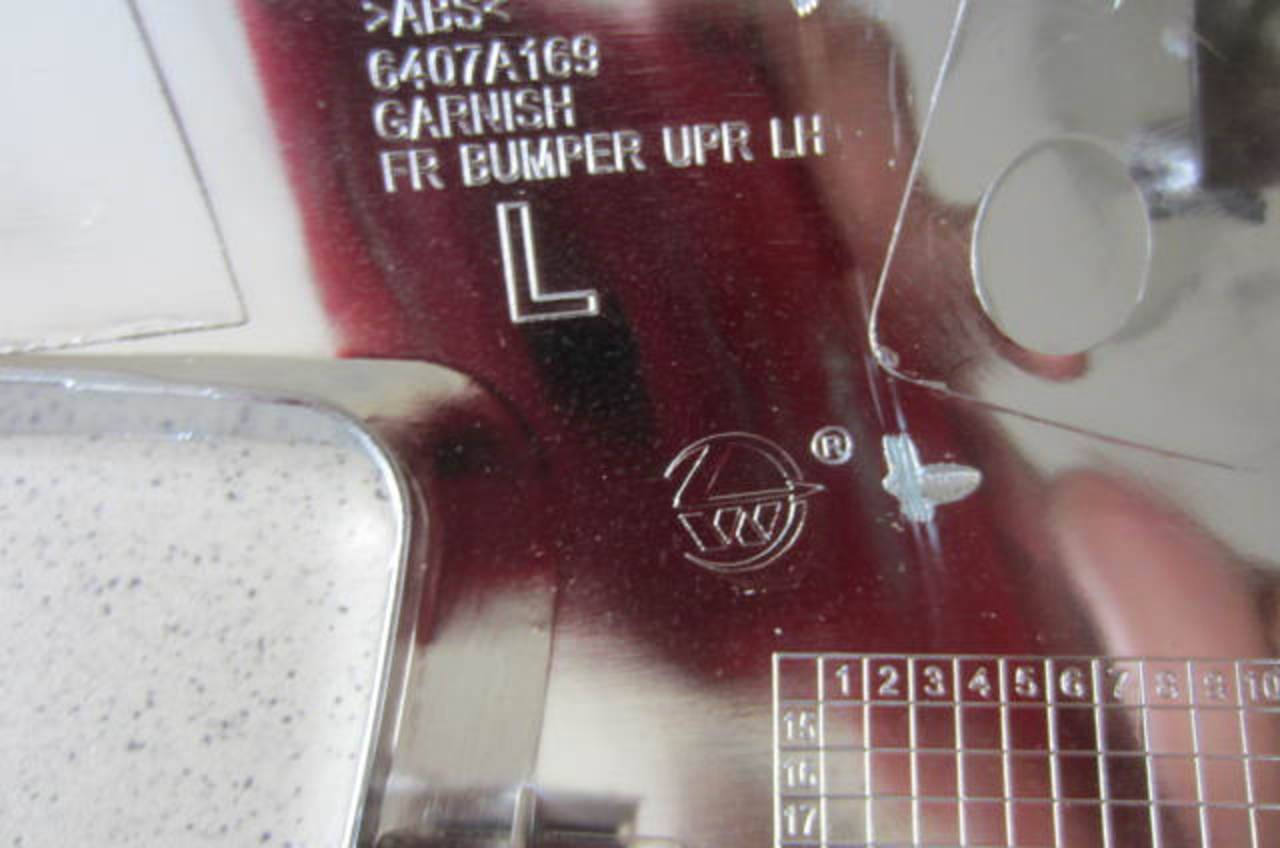 >ABS<
6407A169
GARNISH
FR BUMPER UPR LH
L
®
W
1 2 3 4 5 6 7 8 9 10
15
16
17